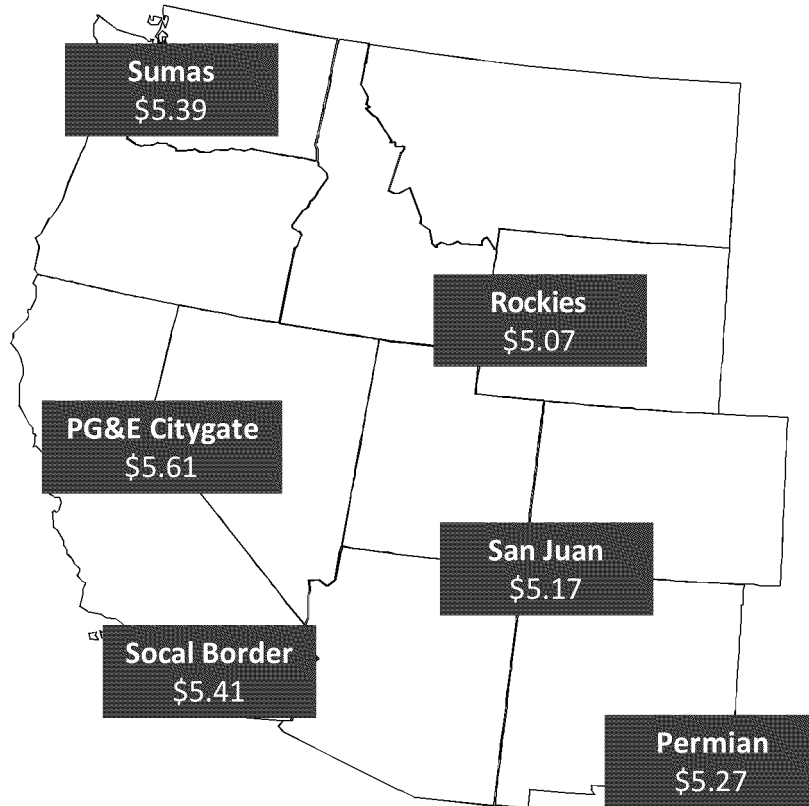 Sumas
$5.39
Rockies
$5.07
PG&E Citygate
$5.61
San Juan
$5.17
Socal Border
$5.41
Permian
$5.27